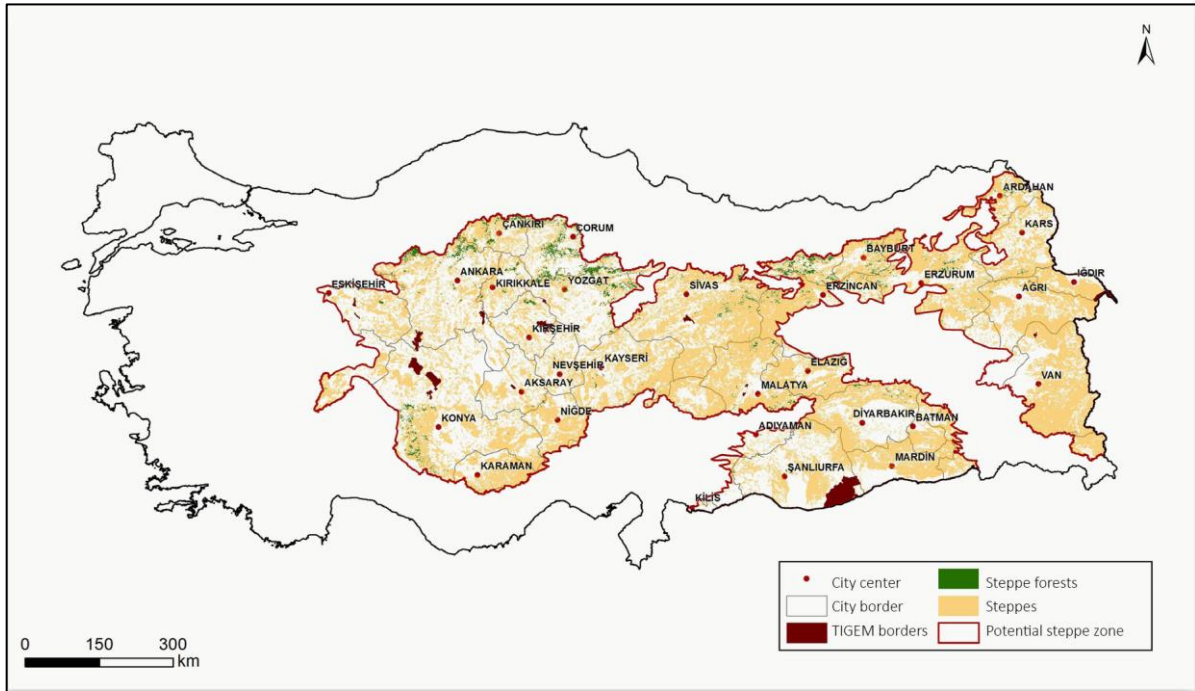 N
ARDAHAN
ÇANKIRI
ÇORUM
KARS
BAYBURT
ANKARA
ERZURUM
IĞDIR
ESKİŞEHİR
KIRIKKALE
YOZGAT
SİVAS
ERZİNCAN
AĞRI
KIRŞEHİR
NEVŞEHİR
KAYSERİ
ELAZIĞ
VAN
AKSARAY
MALATYA
NİĞDE
DİYARBAKIR
BATMAN
KONYA
ADIYAMAN
MARDİN
KARAMAN
ŞANLIURFA
KİLİS
City center
Steppe forests
City border
Steppes
TIGEM borders
Potential steppe zone
0 150 300
km